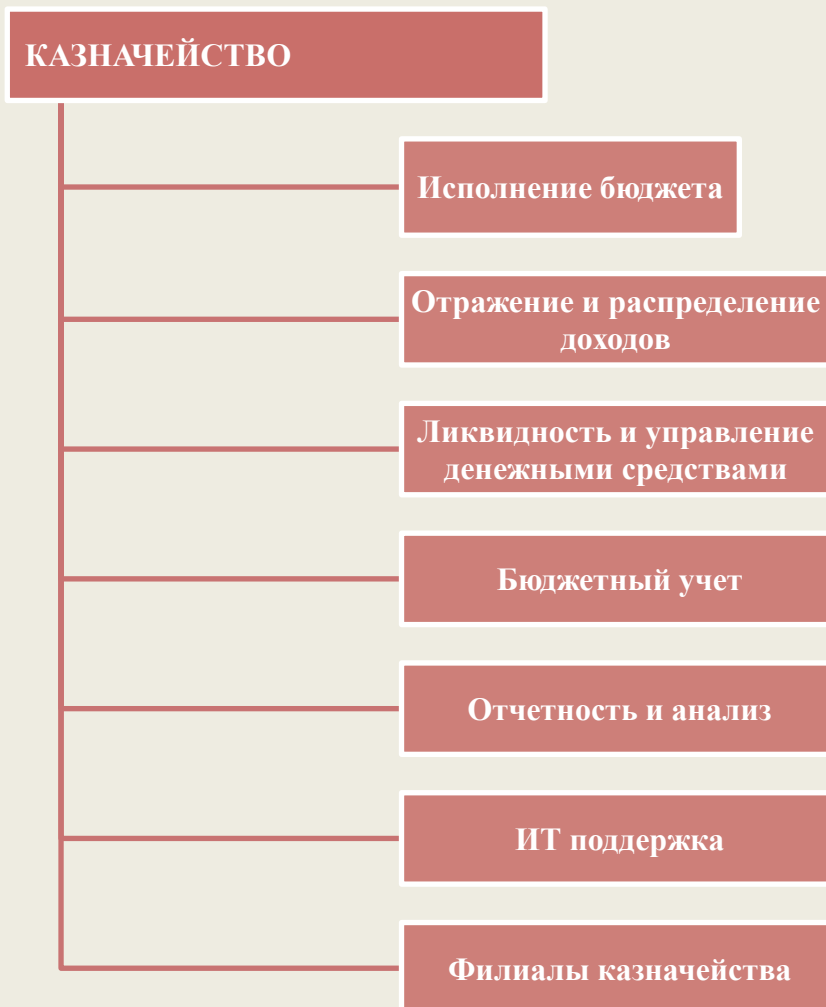 КАЗНАЧЕЙСТВО
Исполнение бюджета
Отражение и распределение
доходов
Ликвидность и управление
денежными средствами
Бюджетный учет
Отчетность и анализ
ИТ поддержка
Филиалы казначейства